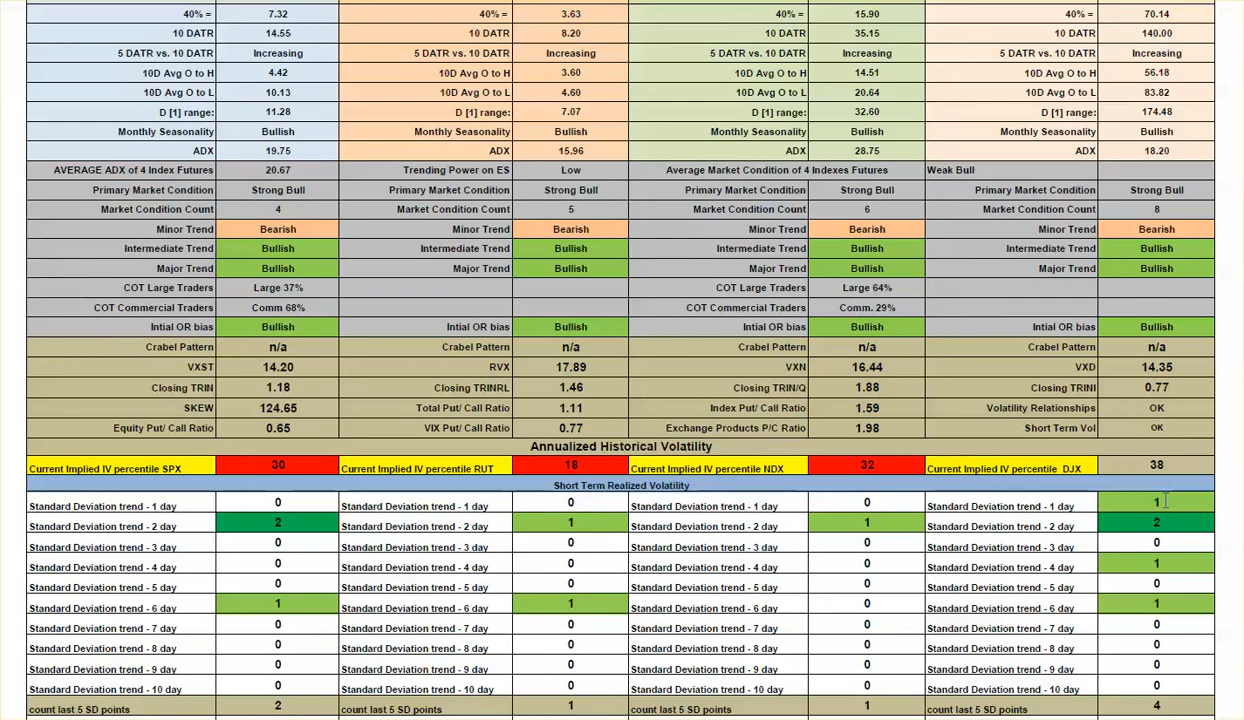 40% = 7.32 40% = 3.63 40% = 15.90 40% = 70.14
10 DATR 14.55 10 DATR 8.20 10 DATR 35.15 10 DATR 140.00
5 DATR vs. 10 DATR Increasing 5 DATR vs. 10 DATR Increasing 5 DATR vs. 10 DATR Increasing 5 DATR vs. 10 DATR Increasing
10D Avg O to H 4.42 10D Avg O to H 3.60 10D Avg O to H 14.51 10D Avg O to H 56.18
10D Avg O to L 10.13 10D Avg O to L 4.60 10D Avg O to L 20.64 10D Avg O to L 83.82
D [1] range: 11.28 D [1] range: 7.07 D [1] range: 32.60 D [1] range: 174.48
Monthly Seasonality Bullish Monthly Seasonality Bullish Monthly Seasonality Bullish Monthly Seasonality Bullish
ADX 19.75 ADX 15.96 ADX 28.75 ADX 18.20
AVERAGE ADX of 4 Index Futures 20.67 Trending Power on ES Low Average Market Condition of 4 Indexes Futures Weak Bull
Primary Market Condition Strong Bull Primary Market Condition Strong Bull Primary Market Condition Strong Bull Primary Market Condition Strong Bull
Market Condition Count 4 Market Condition Count 5 Market Condition Count 6 Market Condition Count 8
Minor Trend Bearish Minor Trend Bearish Minor Trend Bearish Minor Trend Bearish
Intermediate Trend Bullish Intermediate Trend Bullish Intermediate Trend Bullish Intermediate Trend Bullish
Major Trend Bullish Major Trend Bullish Major Trend Bullish Major Trend Bullish
COT Large Traders Large 37% COT Large Traders Large 64%
COT Commercial Traders Comm 68% COT Commercial Traders Comm. 29%
Intial OR bias Bullish Intial OR bias Bullish Intial OR bias Bullish Intial OR bias Bullish
Crabel Pattern n/a Crabel Pattern n/a Crabel Pattern n/a Crabel Pattern n/a
VXST 14.20 RVX 17.89 VXN 16.44 VXD 14.35
Closing TRIN 1.18 Closing TRINRL 1.46 Closing TRIN/Q 1.88 Closing TRINI 0.77
SKEW 124.65 Total Put/ Call Ratio 1.11 Index Put/ Call Ratio 1.59 Volatility Relationships OK
Equity Put/ Call Ratio 0.65 VIX Put/ Call Ratio 0.77 Exchange Products P/C Ratio 1.98 Short Term Vol OK
Annualized Historical Volatility
Current Implied IV percentile SPX 30 Current Implied IV percentile RUT 18 Current Implied IV percentile NDX 32 Current Implied IV percentile DJX 38
Short Term Realized Volatility
Standard Deviation trend - 1 day 0 Standard Deviation trend - 1 day 0 Standard Deviation trend - 1 day 0 Standard Deviation trend - 1 day 1
Standard Deviation trend - 2 day 2 Standard Deviation trend - 2 day 1 Standard Deviation trend - 2 day 1 Standard Deviation trend - 2 day 2
Standard Deviation trend - 3 day 0 Standard Deviation trend - 3 day 0 Standard Deviation trend - 3 day 0 Standard Deviation trend - 3 day 0
Standard Deviation trend - 4 day 0 Standard Deviation trend - 4 day 0 Standard Deviation trend - 4 day 0 Standard Deviation trend - 4 day 1
Standard Deviation trend - 5 day 0 Standard Deviation trend - 5 day 0 Standard Deviation trend - 5 day 0 Standard Deviation trend - 5 day 0
Standard Deviation trend - 6 day 1 Standard Deviation trend - 6 day 1 Standard Deviation trend - 6 day 0 Standard Deviation trend - 6 day 1
Standard Deviation trend - 7 day 0 Standard Deviation trend - 7 day 0 Standard Deviation trend - 7 day 0 Standard Deviation trend - 7 day 0
Standard Deviation trend - 8 day 0 Standard Deviation trend - 8 day 0 Standard Deviation trend - 8 day 0 Standard Deviation trend - 8 day 0
Standard Deviation trend - 9 day 0 Standard Deviation trend - 9 day 0 Standard Deviation trend - 9 day 0 Standard Deviation trend - 9 day 0
Standard Deviation trend - 10 day 0 Standard Deviation trend - 10 day 0 Standard Deviation trend - 10 day 0 Standard Deviation trend - 10 day 0
count last 5 SD points 2 count last 5 SD points 1 count last 5 SD points 1 count last 5 SD points 4